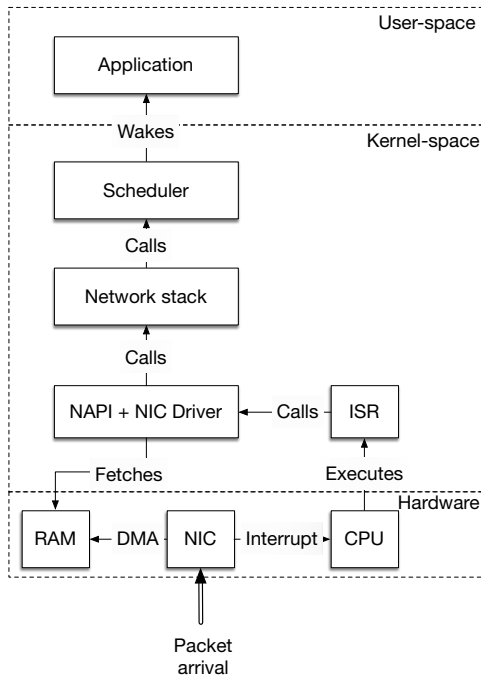 User-space
Application
Wakes
Kernel-space
Scheduler
Calls
Network stack
Calls
NAPI + NIC Driver
Calls
ISR
Fetches
Executes
Hardware
RAM
DMA
NIC
Interrupt
CPU
Packet
arrival